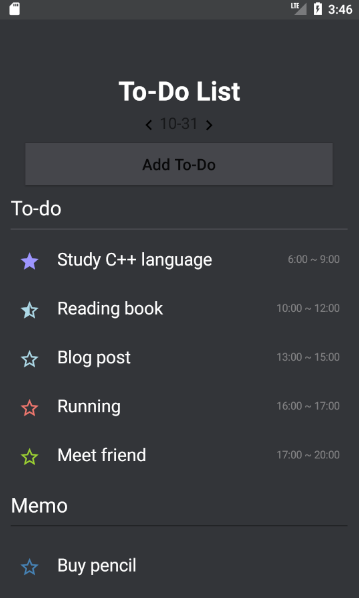 LTE 3:46
To-Do List
10-31
Add To-Do
To-do
Study C++ language 6:00 ~ 9:00
Reading book 10:00 ~ 12:00
Blog post 13:00 ~ 15:00
Running 16:00 ~ 17:00
Meet friend 17:00 ~ 20:00
Memo
Buy pencil